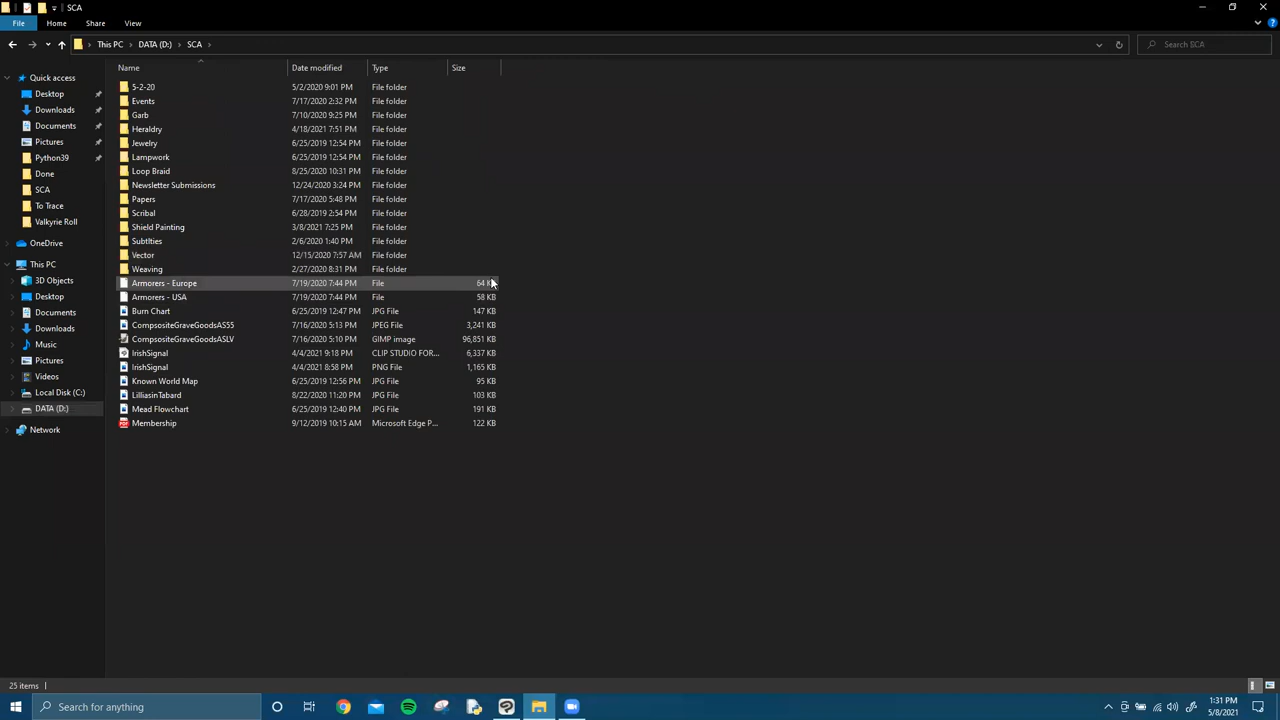 SCA
File Home Share View
This PC DATA (D:) SCA Search SCA
Name Date modified Type Size
Quick access
Desktop
Downloads
Documents
Pictures
Python39
Done
SCA
To Trace
Valkyrie Roll
OneDrive
This PC
3D Objects
Desktop
Documents
Downloads
Music
Pictures
Videos
Local Disk (C:)
DATA (D:)
Network
5-2-20 5/2/2020 9:01 PM File folder
Events 7/17/2020 2:32 PM File folder
Garb 7/10/2020 9:25 PM File folder
Heraldry 4/18/2021 7:51 PM File folder
Jewelry 6/25/2019 12:54 PM File folder
Lampwork 6/25/2019 12:54 PM File folder
Loop Braid 8/25/2020 10:31 PM File folder
Newsletter Submissions 12/24/2020 3:24 PM File folder
Papers 7/17/2020 5:48 PM File folder
Scribal 6/28/2019 2:54 PM File folder
Shield Painting 3/8/2021 7:25 PM File folder
Subtlties 2/6/2020 1:40 PM File folder
Vector 12/15/2020 7:57 AM File folder
Weaving 2/27/2020 8:31 PM File folder
Armorers - Europe 7/19/2020 7:44 PM File 64 KB
Armorers - USA 7/19/2020 7:44 PM File 58 KB
Burn Chart 6/25/2019 12:47 PM JPG File 147 KB
CompsositeGraveGoodsAS55 7/16/2020 5:13 PM JPEG File 3,241 KB
CompsositeGraveGoodsASLV 7/16/2020 5:10 PM GIMP image 96,851 KB
IrishSignal 4/4/2021 9:18 PM CLIP STUDIO FOR... 6,337 KB
IrishSignal 4/4/2021 8:58 PM PNG File 1,165 KB
Known World Map 6/25/2019 12:56 PM JPG File 95 KB
LilliasinTabard 8/22/2020 11:20 PM JPG File 103 KB
Mead Flowchart 6/25/2019 12:40 PM JPG File 191 KB
Membership 9/12/2019 10:15 AM Microsoft Edge P... 122 KB
25 items
Search for anything
1:31 PM
5/8/2021